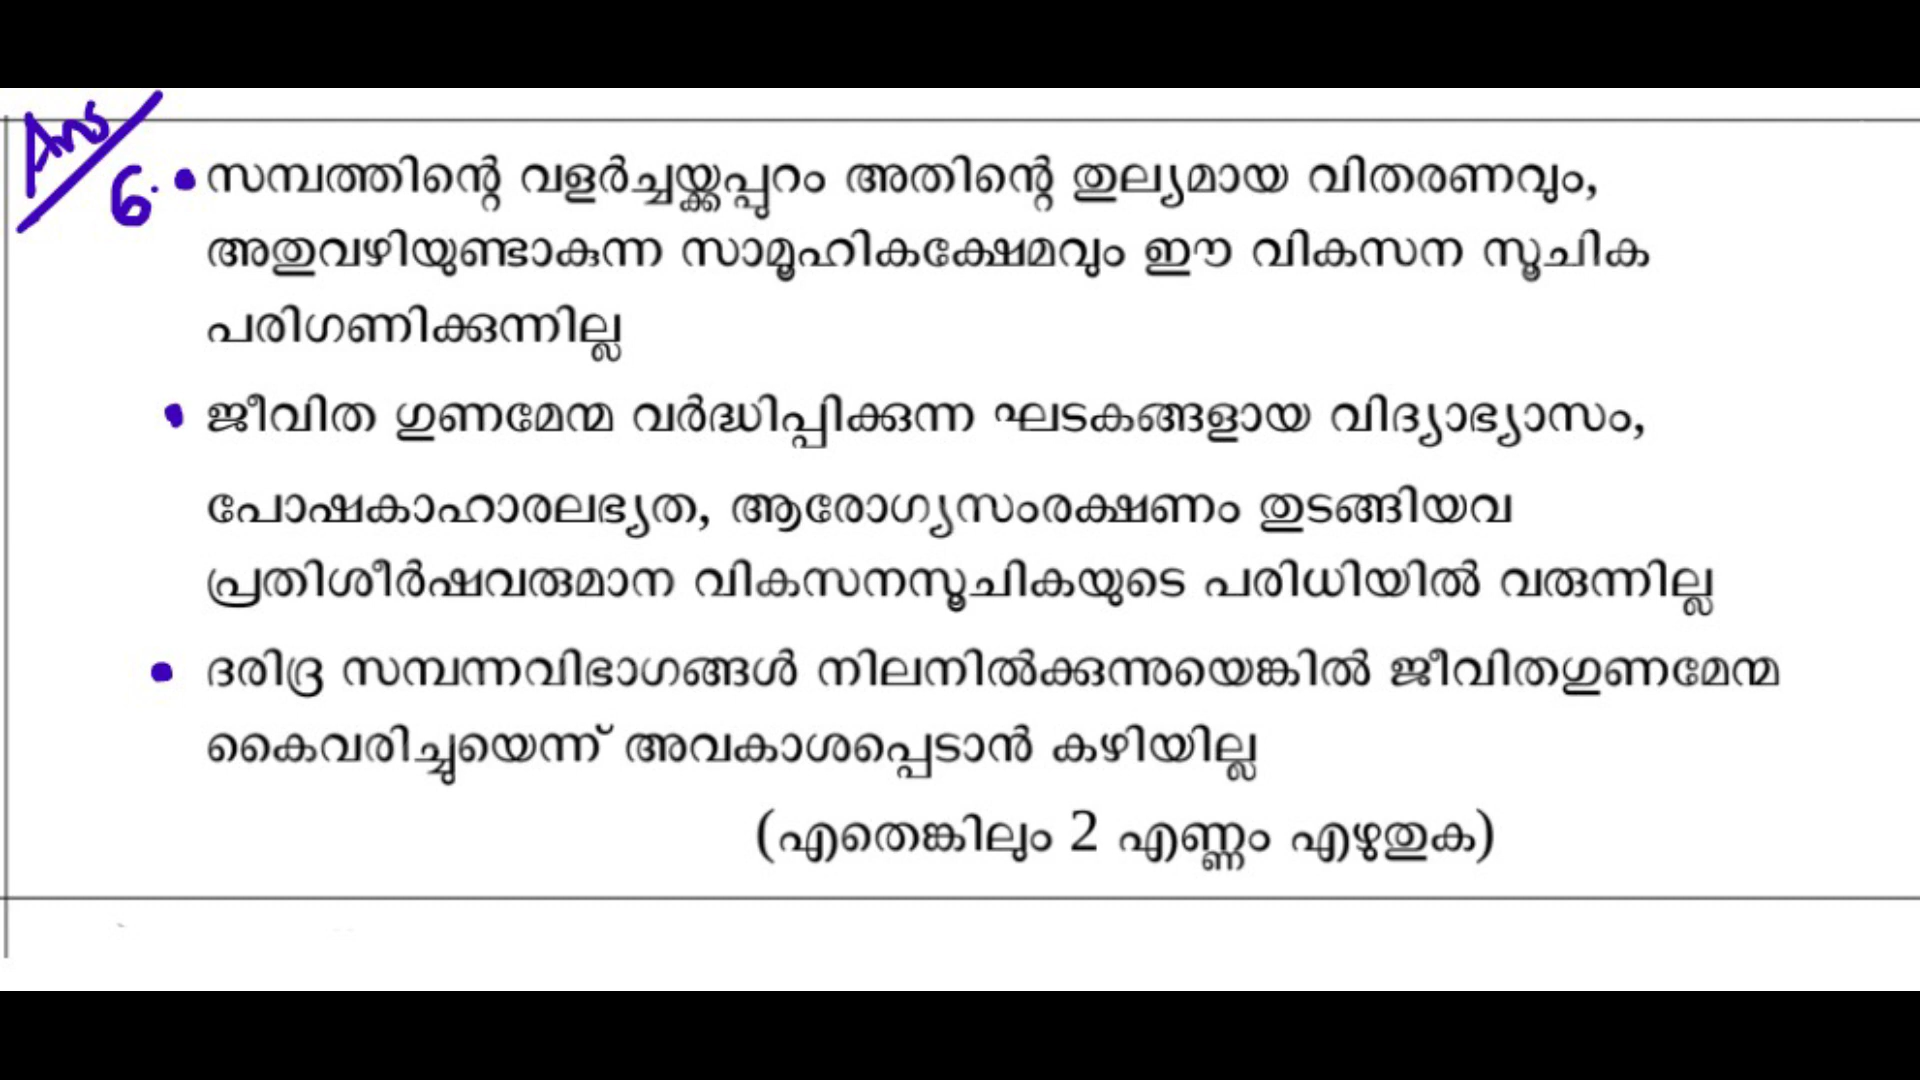 Ans
6. • സമ്പത്തിന്റെ വളർച്ചയ്ക്കപ്പുറം അതിന്റെ തുല്യമായ വിതരണവും,
അതുവഴിയുണ്ടാകുന്ന സാമൂഹികക്ഷേമവും ഈ വികസന സൂചിക
പരിഗണിക്കുന്നില്ല
• ജീവിത ഗുണമേന്മ വർദ്ധിപ്പിക്കുന്ന ഘടകങ്ങളായ വിദ്യാഭ്യാസം,
പോഷകാഹാരലഭ്യത, ആരോഗ്യസംരക്ഷണം തുടങ്ങിയവ
പ്രതിശീർഷവരുമാന വികസനസൂചികയുടെ പരിധിയിൽ വരുന്നില്ല
• ദരിദ്ര സമ്പന്നവിഭാഗങ്ങൾ നിലനിൽക്കുന്നുയെങ്കിൽ ജീവിതഗുണമേന്മ
കൈവരിച്ചുയെന്ന് അവകാശപ്പെടാൻ കഴിയില്ല
(എതെങ്കിലും 2 എണ്ണം എഴുതുക)